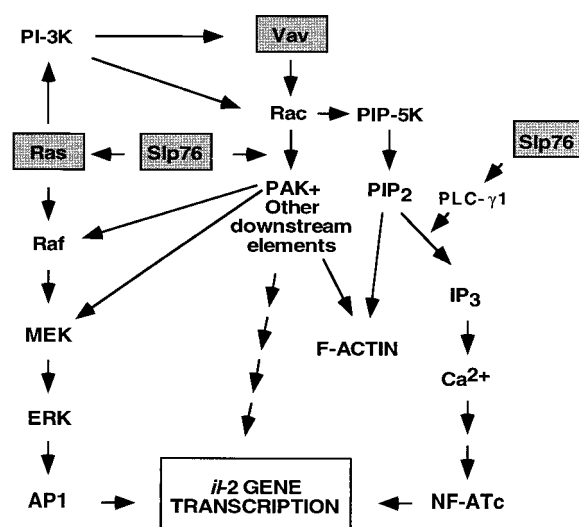 PI-3K
Vav
Rac
PIP-5K
Ras
Slp76
Slp76
PAK+
Other
downstream
elements
PIP2
PLC-γ1
Raf
IP3
MEK
F-ACTIN
Ca2+
ERK
AP1
il-2 GENE
TRANSCRIPTION
NF-ATc